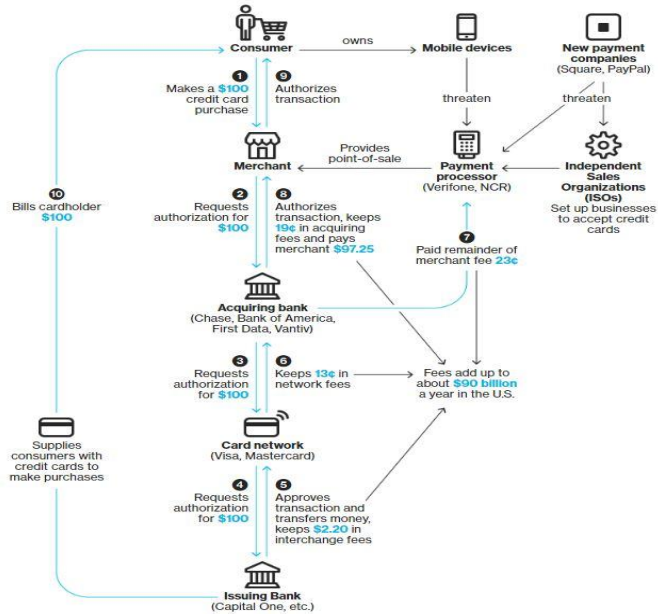 Consumer
owns
Mobile devices
New payment
companies
(Square, PayPal)
1
Makes a $100
credit card
purchase
9
Authorizes
transaction
threaten
threaten
Merchant
Provides
point-of-sale
Payment
processor
(Verifone, NCR)
Independent
Sales
Organizations
(ISOs)
Set up businesses
to accept credit
cards
10
Bills cardholder
$100
2
Requests
authorization for
$100
8
Authorizes
transaction, keeps
19¢ in acquiring
fees and pays
merchant $97.25
7
Paid remainder of
merchant fee 23¢
Acquiring bank
(Chase, Bank of America,
First Data, Vantiv)
3
Requests
authorization
for $100
6
Keeps 13¢ in
network fees
Fees add up to
about $90 billion
a year in the U.S.
Supplies
consumers with
credit cards to
make purchases
Card network
(Visa, Mastercard)
4
Requests
authorization
for $100
5
Approves
transaction and
transfers money,
keeps $2.20 in
interchange fees
Issuing Bank
(Capital One, etc.)